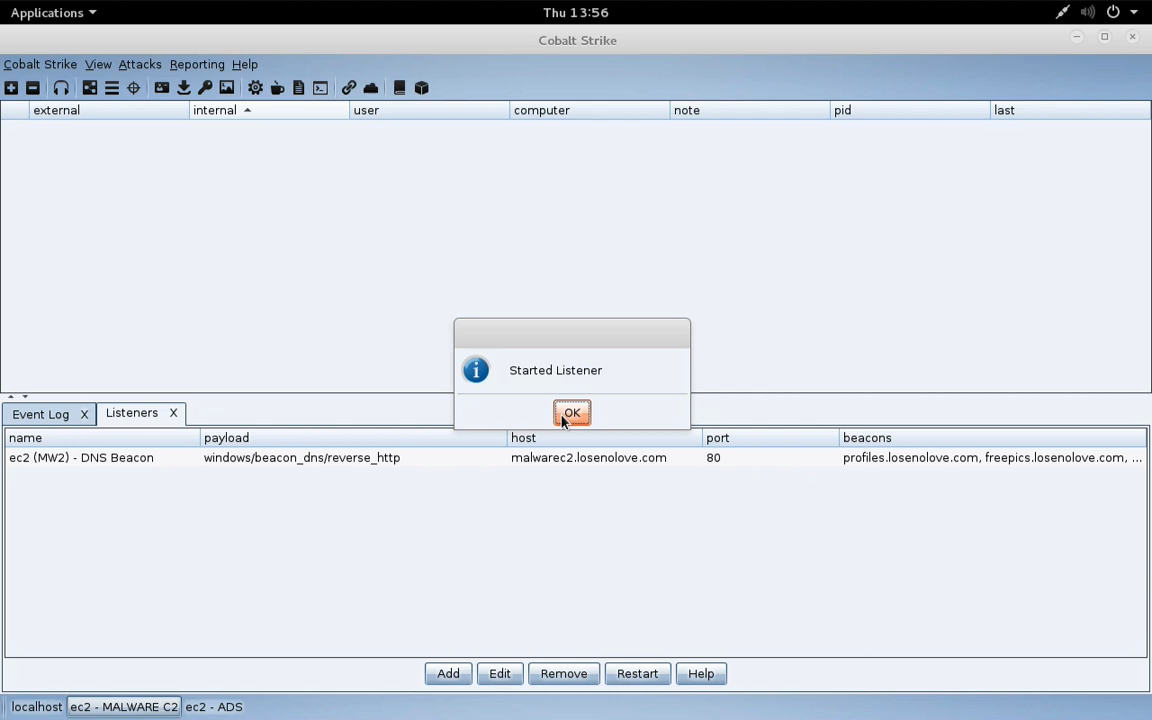 Applications
Thu 13:56
Cobalt Strike
Cobalt Strike View Attacks Reporting Help
external internal user computer note pid last
Started Listener
OK
Event Log X Listeners X
name payload host port beacons
ec2 (MW2) - DNS Beacon windows/beacon_dns/reverse_http malwarec2.losenolove.com 80 profiles.losenolove.com, freepics.losenolove.com, ...
Add Edit Remove Restart Help
localhost ec2 - MALWARE C2 ec2 - ADS